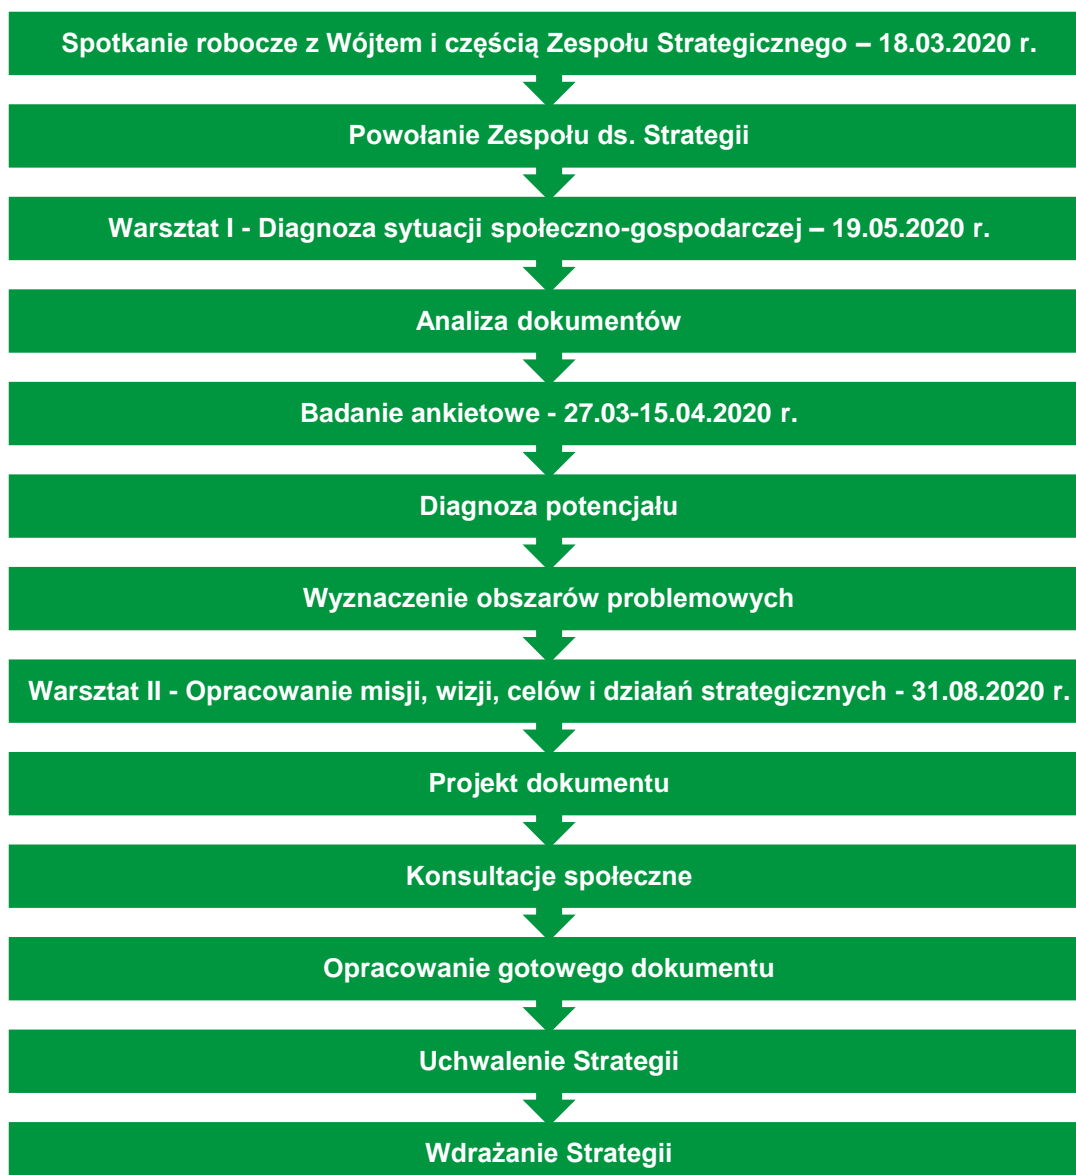 Spotkanie robocze z Wójtem i częścią Zespołu Strategicznego – 18.03.2020 r.
Powołanie Zespołu ds. Strategii
Warsztat I - Diagnoza sytuacji społeczno-gospodarczej – 19.05.2020 r.
Analiza dokumentów
Badanie ankietowe - 27.03-15.04.2020 r.
Diagnoza potencjału
Wyznaczenie obszarów problemowych
Warsztat II - Opracowanie misji, wizji, celów i działań strategicznych - 31.08.2020 r.
Projekt dokumentu
Konsultacje społeczne
Opracowanie gotowego dokumentu
Uchwalenie Strategii
Wdrażanie Strategii